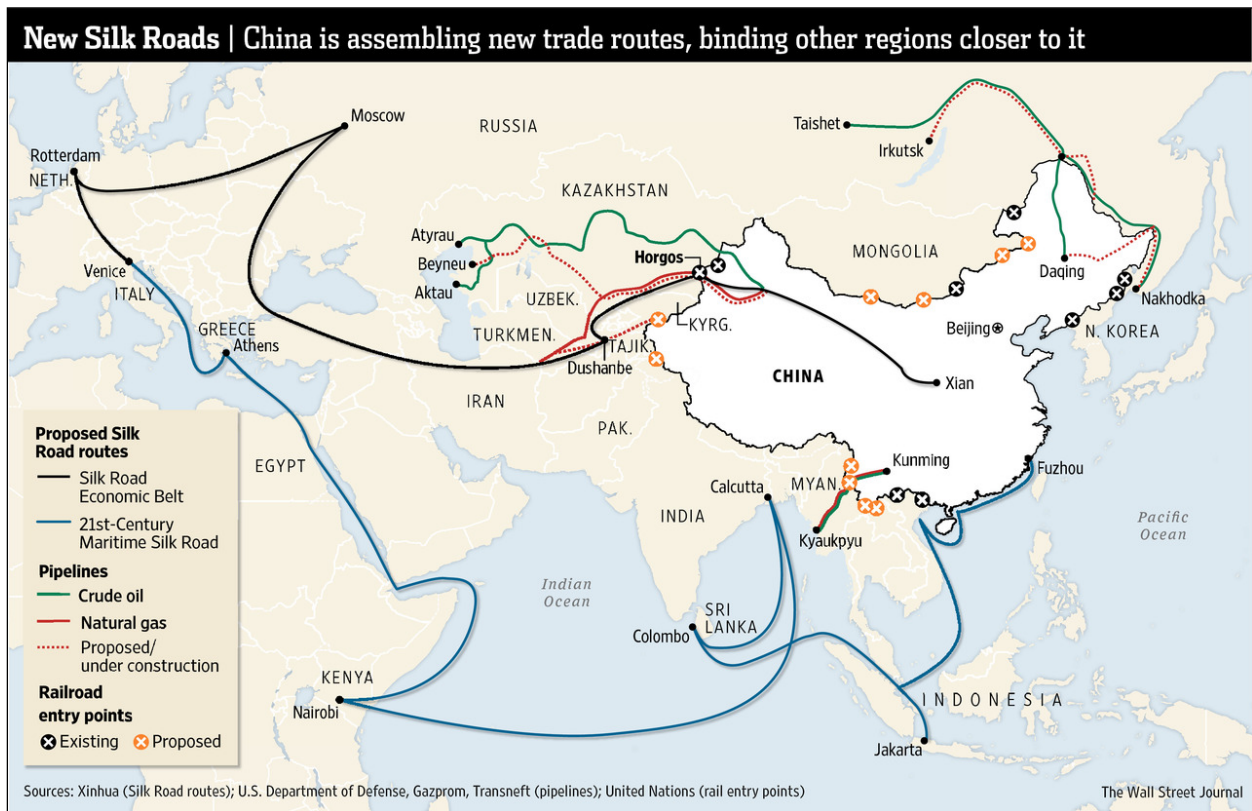 New Silk Roads | China is assembling new trade routes, binding other regions closer to it
Moscow
RUSSIA
Taishet
Irkutsk
Rotterdam
NETH.
KAZAKHSTAN
Atyrau
Beyneu
Aktau
Horgos
MONGOLIA
Daqing
Nakhodka
Venice
ITALY
UZBEK.
TURKMEN.
KYRG.
TAJIK.
Dushanbe
Beijing
N. KOREA
GREECE
Athens
CHINA
Xian
IRAN
PAK.
EGYPT
Calcutta
MYAN.
Kunming
Fuzhou
INDIA
Kyaukpyu
Pacific
Ocean
Indian
Ocean
SRI
LANKA
Colombo
KENYA
Nairobi
INDONESIA
Jakarta
Proposed Silk
Road routes
Silk Road
Economic Belt
21st-Century
Maritime Silk Road
Pipelines
Crude oil
Natural gas
Proposed/
under construction
Railroad
entry points
Existing
Proposed
Sources: Xinhua (Silk Road routes); U.S. Department of Defense, Gazprom, Transneft (pipelines); United Nations (rail entry points)
The Wall Street Journal